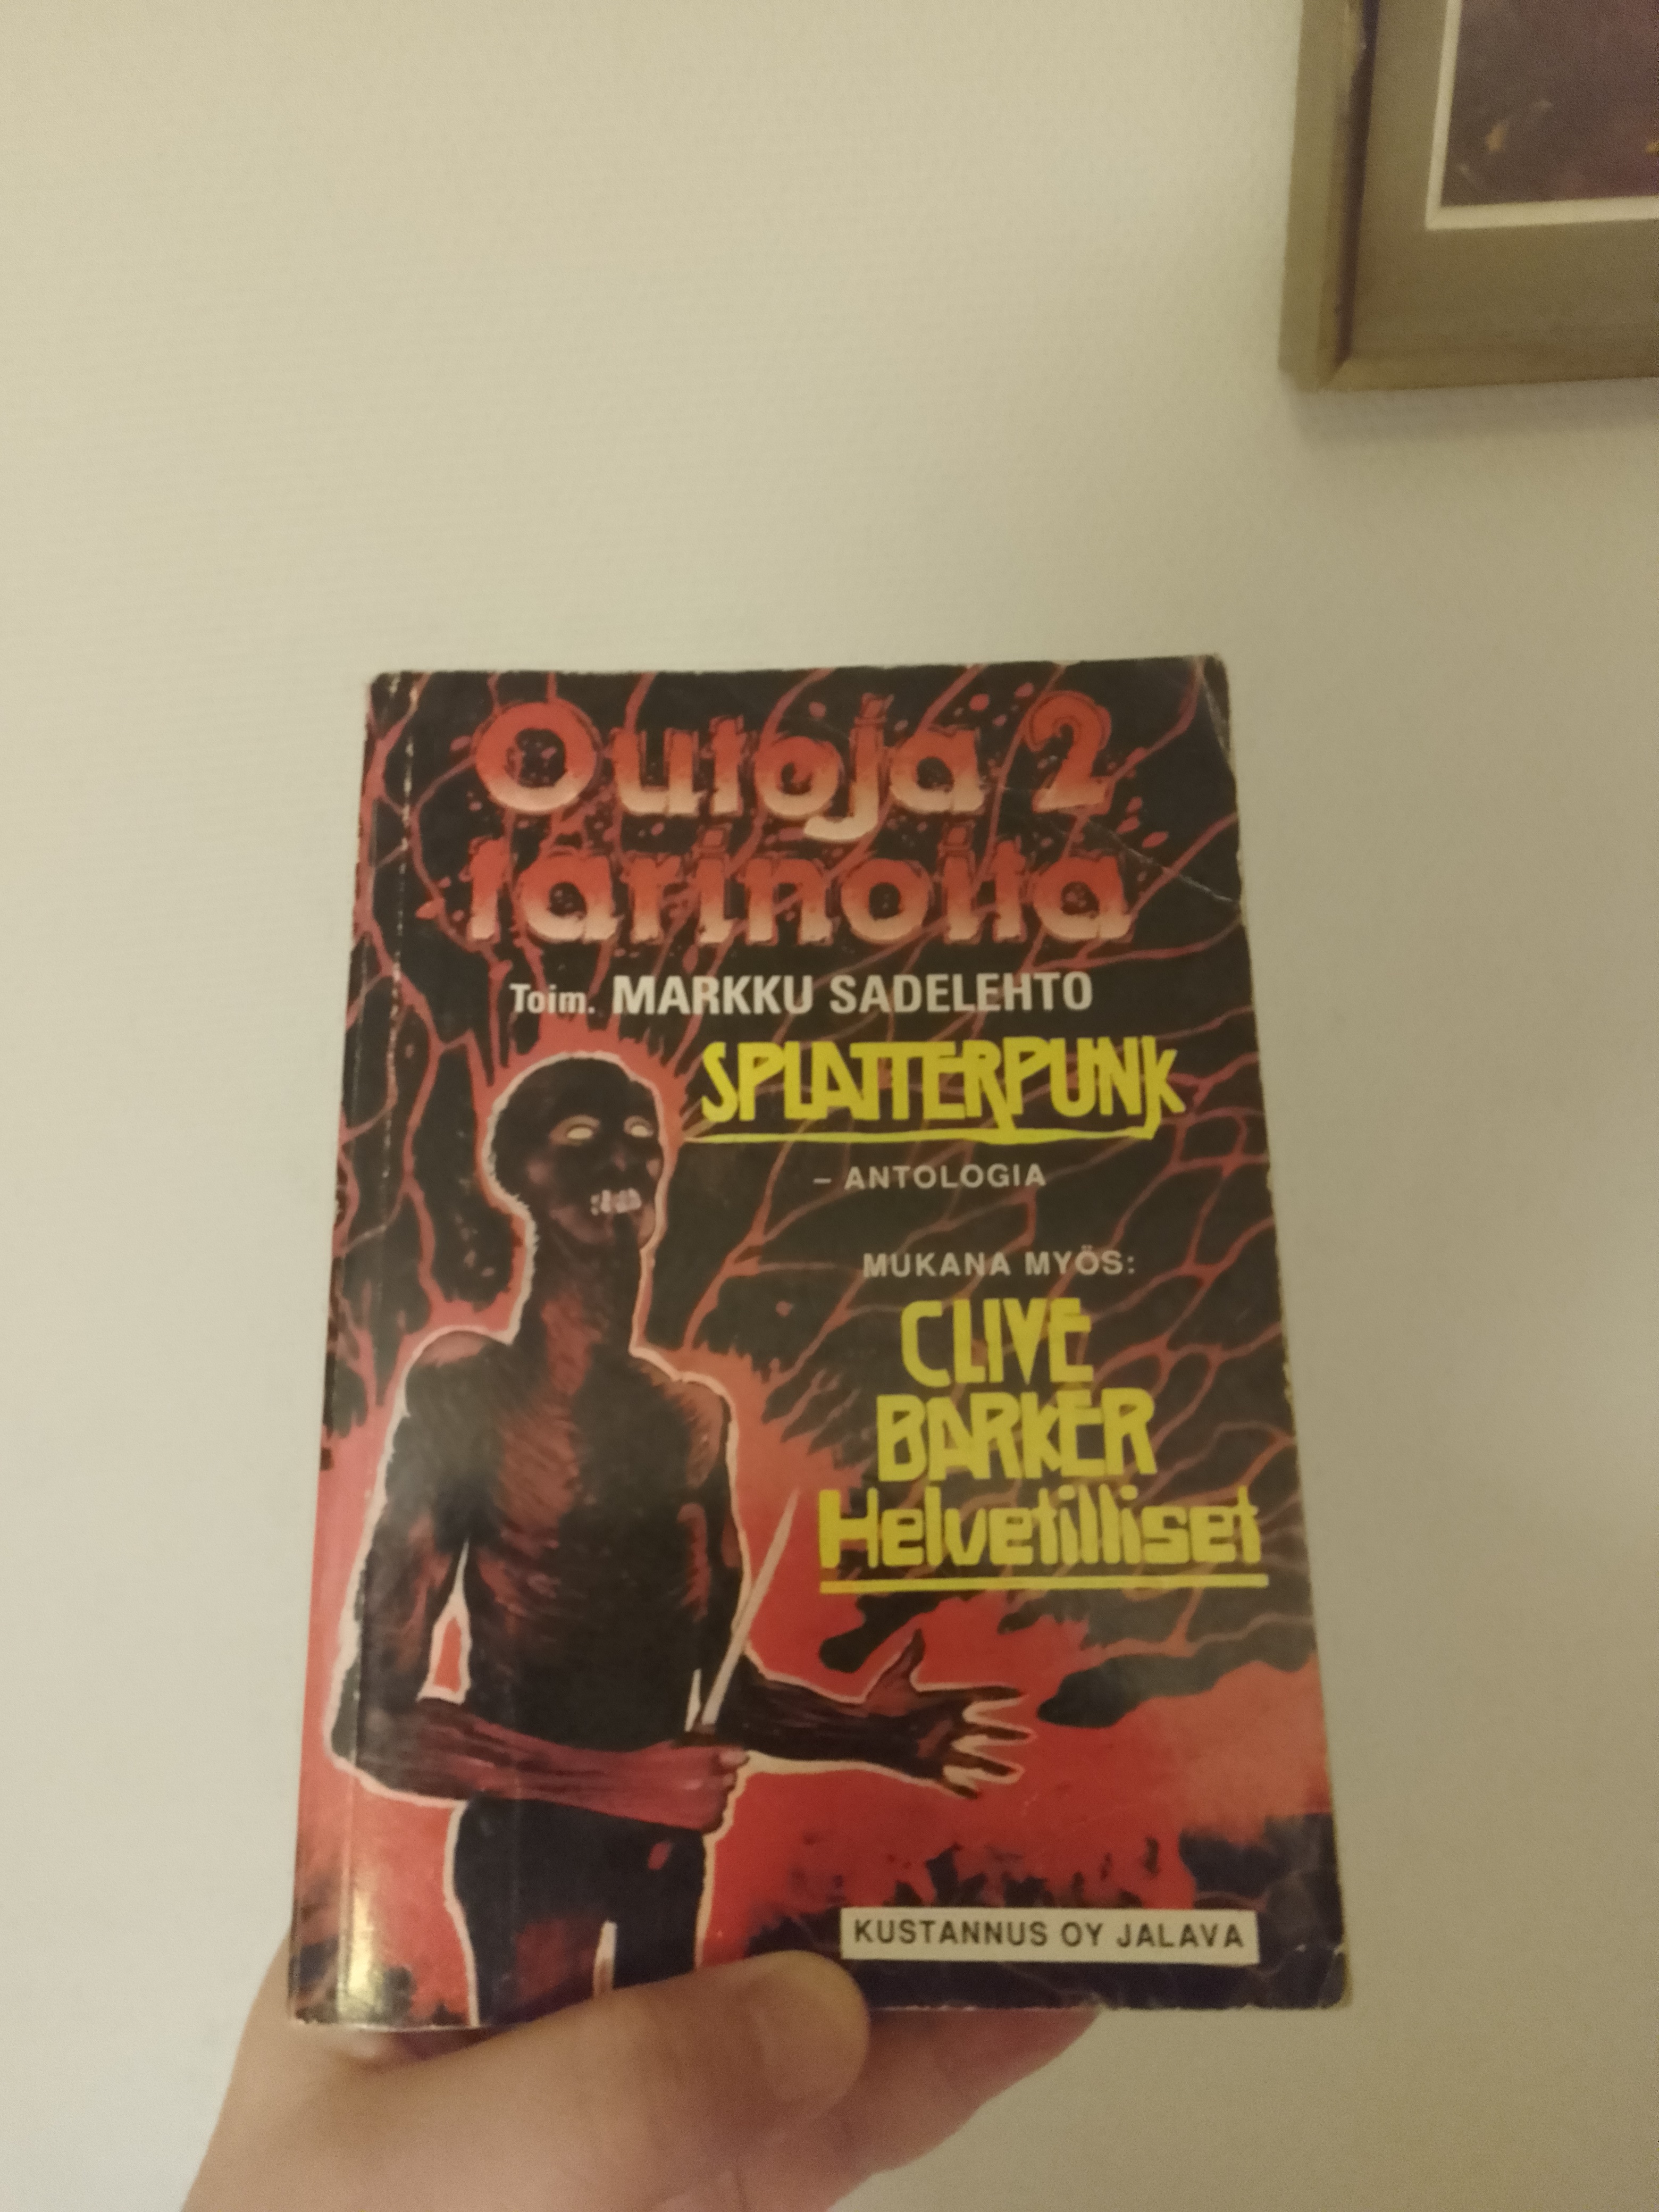 Outoja 2
tarinoita
Toim. MARKKU SADELEHTO
SPLATTERPUNK
– ANTOLOGIA
MUKANA MYÖS:
CLIVE
BARKER
Helvetilliset
KUSTANNUS OY JALAVA